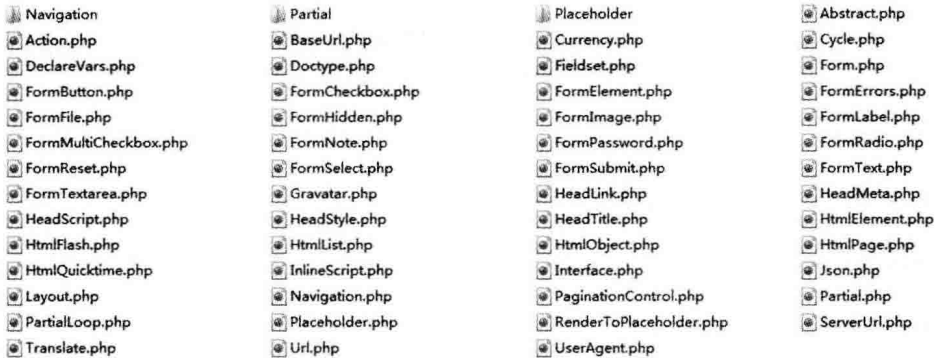 Navigation Partial Placeholder Abstract.php
Action.php BaseUrl.php Currency.php Cycle.php
DeclareVars.php Doctype.php Fieldset.php Form.php
FormButton.php FormCheckbox.php FormElement.php FormErrors.php
FormFile.php FormHidden.php FormImage.php FormLabel.php
FormMultiCheckbox.php FormNote.php FormPassword.php FormRadio.php
FormReset.php FormSelect.php FormSubmit.php FormText.php
FormTextarea.php Gravatar.php HeadLink.php HeadMeta.php
HeadScript.php HeadStyle.php HeadTitle.php HtmlElement.php
HtmlFlash.php HtmlList.php HtmlObject.php HtmlPage.php
HtmlQuicktime.php InlineScript.php Interface.php Json.php
Layout.php Navigation.php PaginationControl.php Partial.php
PartialLoop.php Placeholder.php RenderToPlaceholder.php ServerUrl.php
Translate.php Url.php UserAgent.php